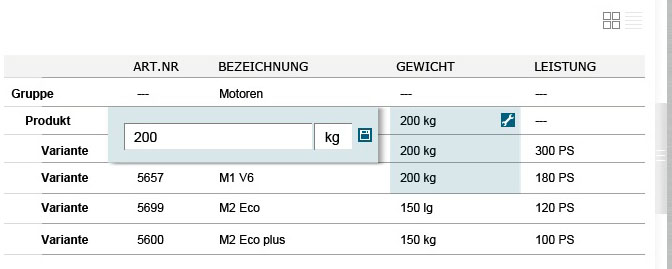 ART.NR BEZEICHNUNG GEWICHT LEISTUNG
Gruppe --- Motoren --- ---
Produkt 200 kg 200 kg ---
Variante 200 kg 300 PS
Variante 5657 M1 V6 200 kg 180 PS
Variante 5699 M2 Eco 150 lg 120 PS
Variante 5600 M2 Eco plus 150 kg 100 PS